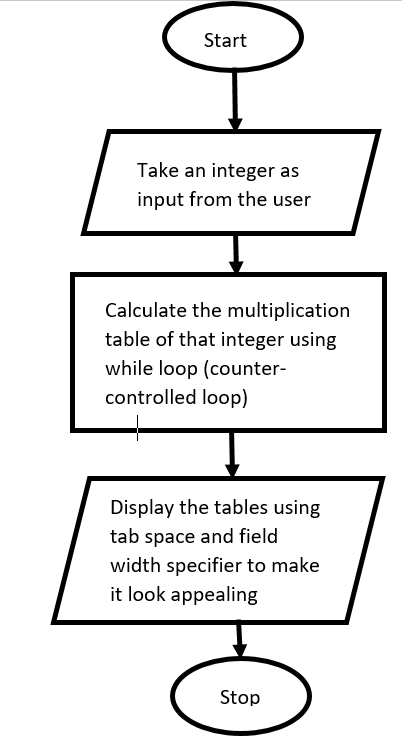 Start
Take an integer as
input from the user
Calculate the multiplication
table of that integer using
while loop (counter-
controlled loop)
Display the tables using
tab space and field
width specifier to make
it look appealing
Stop